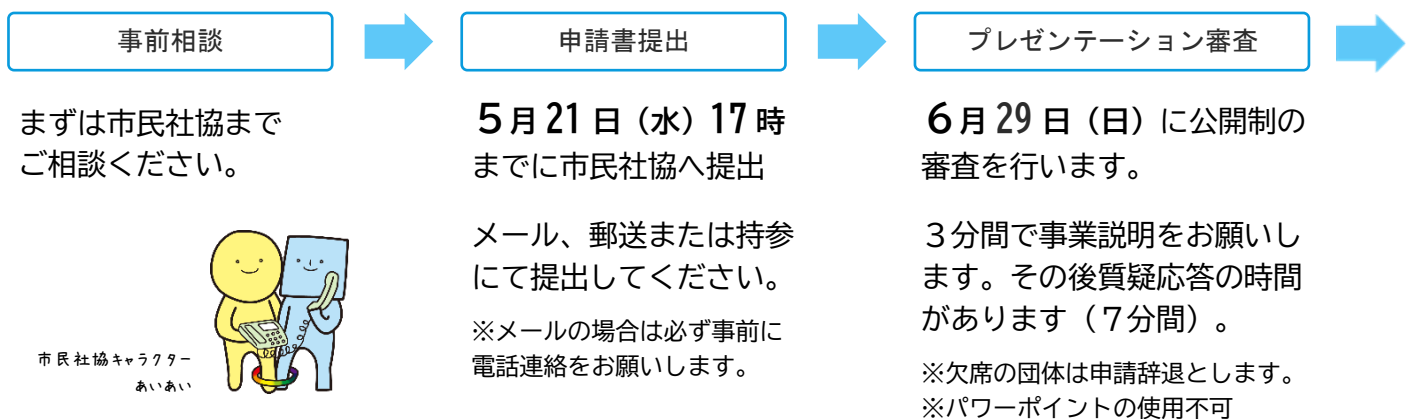 事前相談
まずは市民社協まで
ご相談ください。
市民社協キャラクター
あいあい
申請書提出
5月21日（水）17時
までに市民社協へ提出
メール、郵送または持参
にて提出してください。
※メールの場合は必ず事前に
電話連絡をお願いします。
プレゼンテーション審査
6月29日（日）に公開制の
審査を行います。
３分間で事業説明をお願いし
ます。その後質疑応答の時間
があります（７分間）。
※欠席の団体は申請辞退とします。
※パワーポイントの使用不可